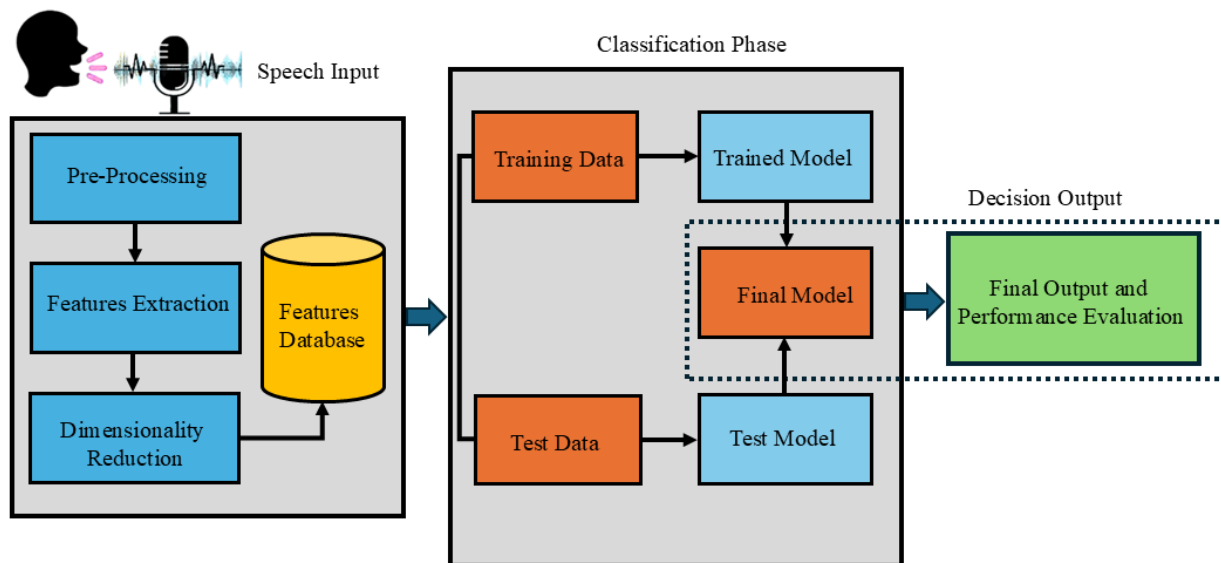 Classification Phase
Speech Input
Pre-Processing
Features Extraction
Dimensionality
Reduction
Features
Database
Training Data
Trained Model
Final Model
Test Data
Test Model
Decision Output
Final Output and
Performance Evaluation